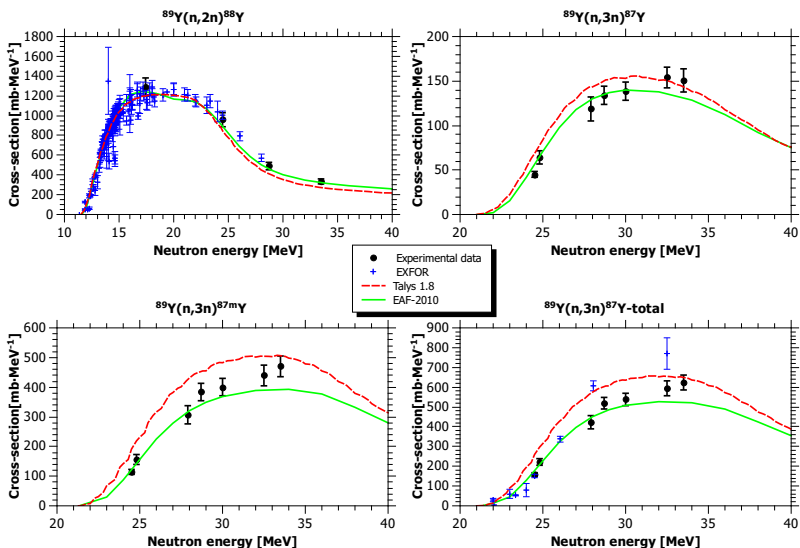 ⁸⁹Y(n,2n)⁸⁸Y
Cross-section[mb·MeV⁻¹]
1800
1600
1400
1200
1000
800
600
400
200
0
10 15 20 25 30 35 40
Neutron energy [MeV]
⁸⁹Y(n,3n)⁸⁷Y
Cross-section[mb·MeV⁻¹]
200
150
100
50
0
20 25 30 35 40
Neutron energy [MeV]
Experimental data
EXFOR
Talys 1.8
EAF-2010
⁸⁹Y(n,3n)⁸⁷ᵐY
Cross-section[mb·MeV⁻¹]
600
500
400
300
200
100
0
20 25 30 35 40
Neutron energy [MeV]
⁸⁹Y(n,3n)⁸⁷Y-total
Cross-section[mb·MeV⁻¹]
900
800
700
600
500
400
300
200
100
0
20 25 30 35 40
Neutron energy [MeV]